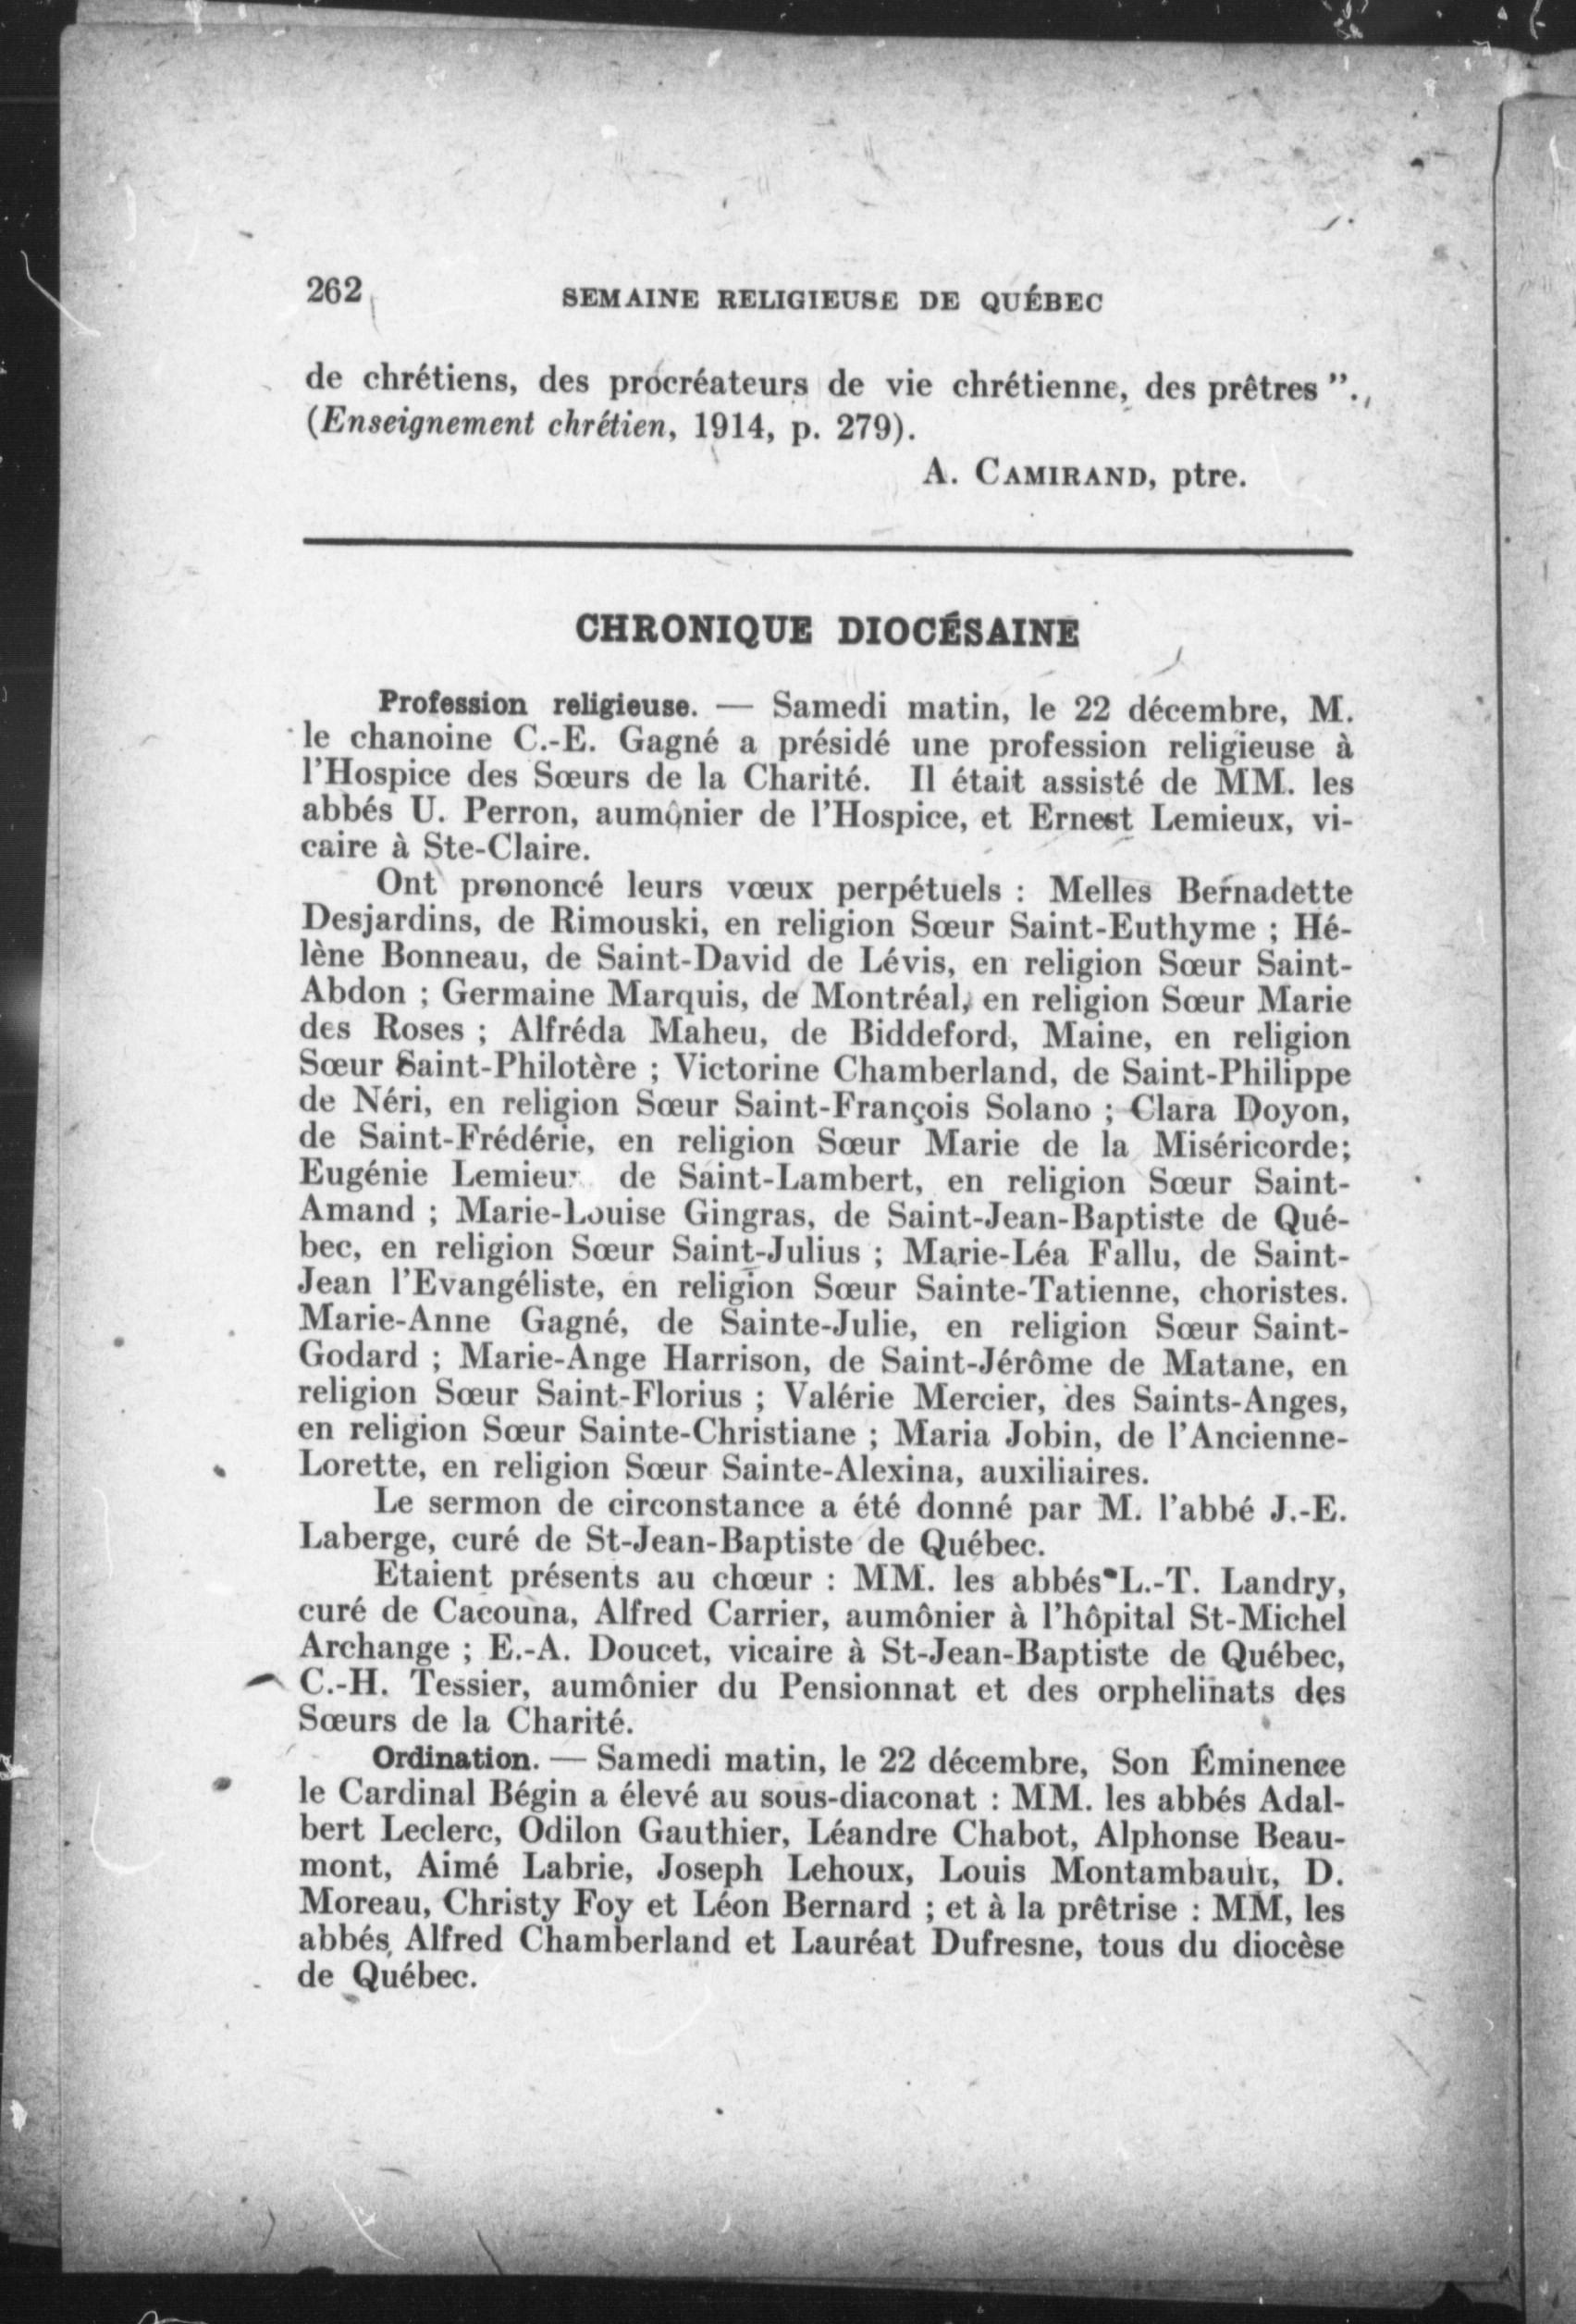 262
SEMAINE RELIGIEUSE DE QUÉBEC
de chrétiens, des procréateurs de vie chrétienne, des prêtres ".
(Enseignement chrétien, 1914, p. 279).
A. CAMIRAND, ptre.
CHRONIQUE DIOCÉSAINE
Profession religieuse. — Samedi matin, le 22 décembre, M.
le chanoine C.-E. Gagné a présidé une profession religieuse à
l'Hospice des Sœurs de la Charité. Il était assisté de MM. les
abbés U. Perron, aumônier de l'Hospice, et Ernest Lemieux, vi-
caire à Ste-Claire.
Ont prononcé leurs vœux perpétuels : Melles Bernadette
Desjardins, de Rimouski, en religion Sœur Saint-Euthyme ; Hé-
lène Bonneau, de Saint-David de Lévis, en religion Sœur Saint-
Abdon ; Germaine Marquis, de Montréal, en religion Sœur Marie
des Roses ; Alfréda Maheu, de Biddeford, Maine, en religion
Sœur Saint-Philotère ; Victorine Chamberland, de Saint-Philippe
de Néri, en religion Sœur Saint-François Solano ; Clara Doyon,
de Saint-Frédéric, en religion Sœur Marie de la Miséricorde;
Eugénie Lemieux de Saint-Lambert, en religion Sœur Saint-
Amand ; Marie-Louise Gingras, de Saint-Jean-Baptiste de Qué-
bec, en religion Sœur Saint-Julius ; Marie-Léa Fallu, de Saint-
Jean l'Evangéliste, en religion Sœur Sainte-Tatienne, choristes.
Marie-Anne Gagné, de Sainte-Julie, en religion Sœur Saint-
Godard ; Marie-Ange Harrison, de Saint-Jérôme de Matane, en
religion Sœur Saint-Florius ; Valérie Mercier, des Saints-Anges,
en religion Sœur Sainte-Christiane ; Maria Jobin, de l'Ancienne-
Lorette, en religion Sœur Sainte-Alexina, auxiliaires.
Le sermon de circonstance a été donné par M. l'abbé J.-E.
Laberge, curé de St-Jean-Baptiste de Québec.
Etaient présents au chœur : MM. les abbés L.-T. Landry,
curé de Cacouna, Alfred Carrier, aumônier à l'hôpital St-Michel
Archange ; E.-A. Doucet, vicaire à St-Jean-Baptiste de Québec,
C.-H. Tessier, aumônier du Pensionnat et des orphelinats des
Sœurs de la Charité.
Ordination. — Samedi matin, le 22 décembre, Son Éminence
le Cardinal Bégin a élevé au sous-diaconat : MM. les abbés Adal-
bert Leclerc, Odilon Gauthier, Léandre Chabot, Alphonse Beau-
mont, Aimé Labrie, Joseph Lehoux, Louis Montambault, D.
Moreau, Christy Foy et Léon Bernard ; et à la prêtrise : MM, les
abbés Alfred Chamberland et Lauréat Dufresne, tous du diocèse
de Québec.